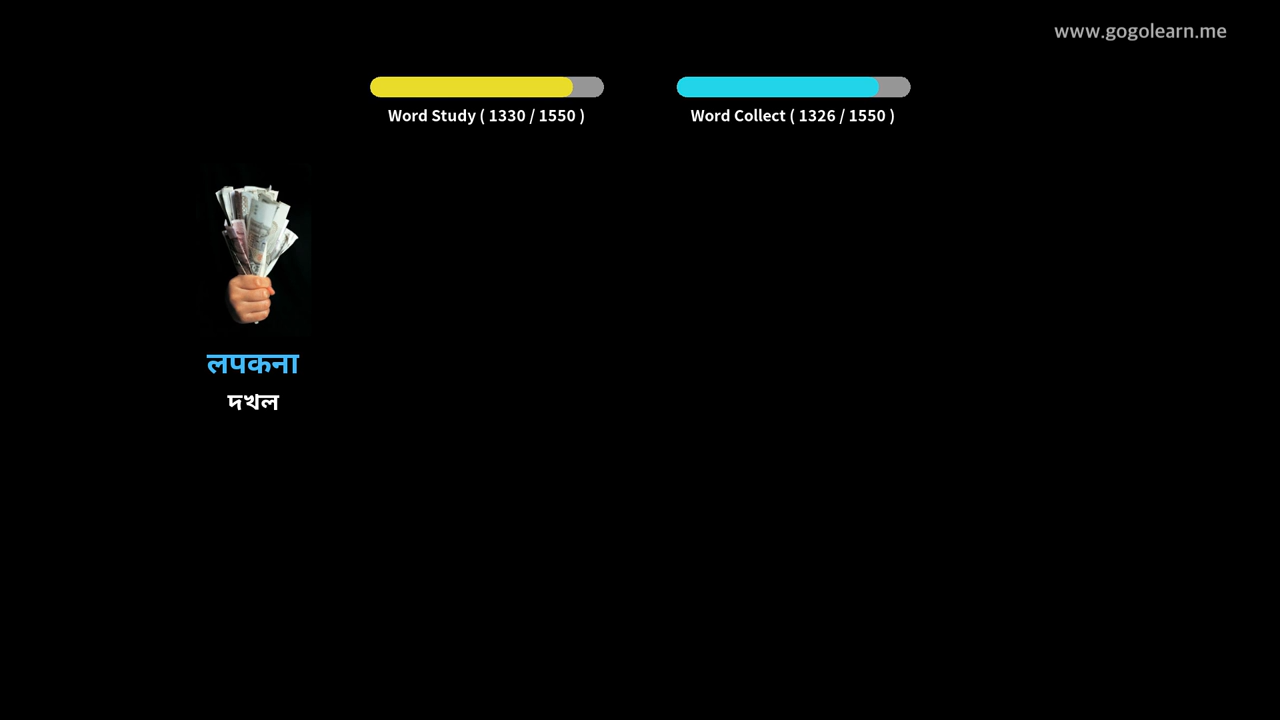 www.gogolearn.me
Word Study ( 1330 / 1550 )
Word Collect ( 1326 / 1550 )
लपकना
দখল